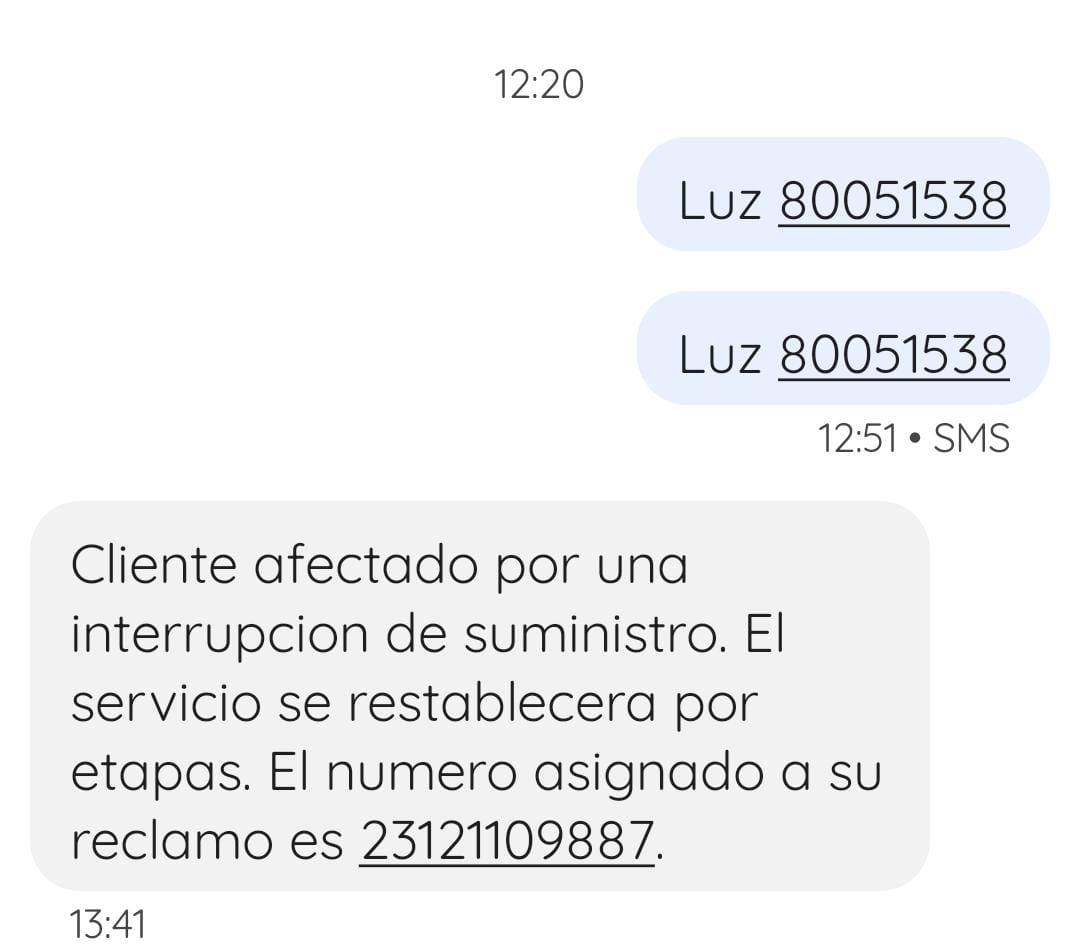 12:20
Luz 80051538
Luz 80051538
12:51 • SMS
Cliente afectado por una
interrupcion de suministro. El
servicio se restablecera por
etapas. El numero asignado a su
reclamo es 23121109887.
13:41